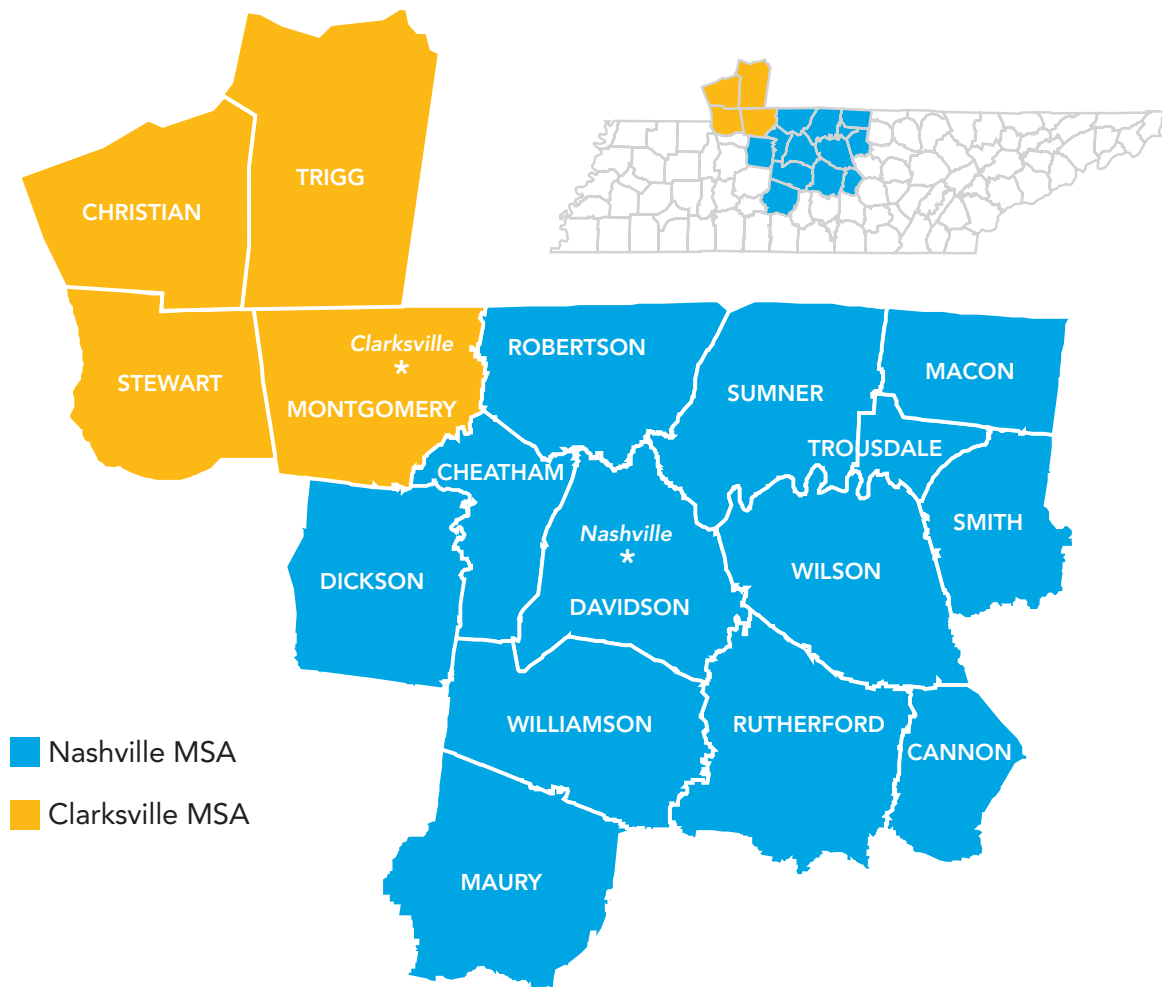 TRIGG
CHRISTIAN
Clarksville
*
STEWART
MONTGOMERY
ROBERTSON
SUMNER
MACON
TROUSDALE
CHEATHAM
SMITH
Nashville
*
DICKSON
WILSON
DAVIDSON
WILLIAMSON
RUTHERFORD
CANNON
MAURY
Nashville MSA
Clarksville MSA